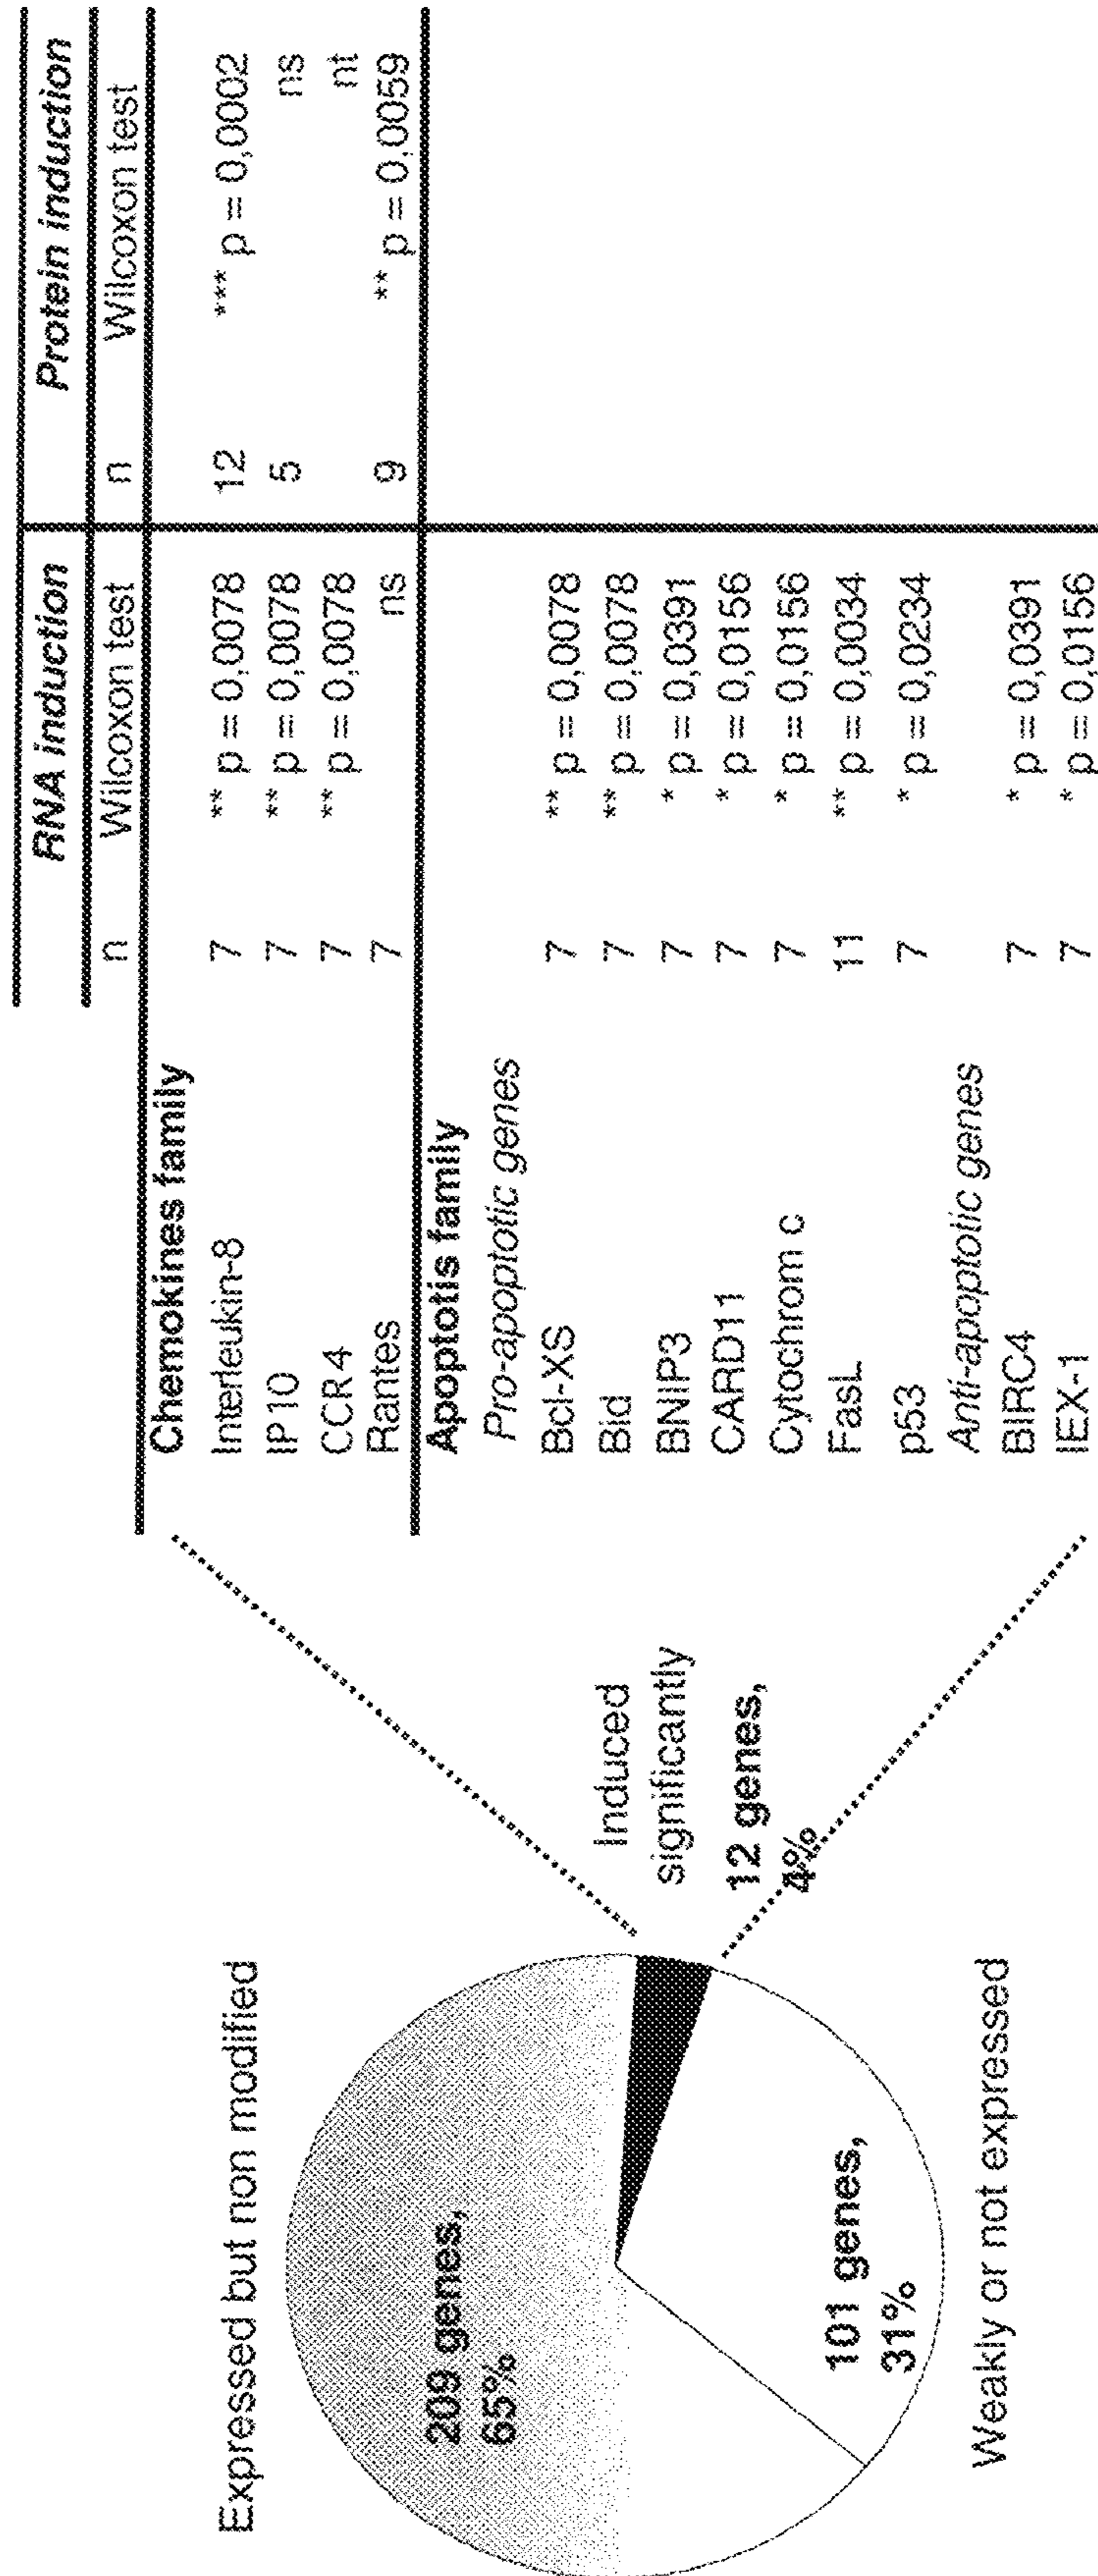 Expressed but non modified
209 genes,
65%
101 genes,
31%
Weakly or not expressed
Induced
significantly
12 genes,
4%
RNA induction Protein induction
n Wilcoxon test n Wilcoxon test
Chemokines family
Interleukin-8 7 ** p = 0,0078 12 *** p = 0,0002
IP10 7 ** p = 0,0078 5 ns
CCR4 7 ** p = 0,0078 nt
Rantes 7 ns 9 ** p = 0,0059
Apoptotis family
Pro-apoptotic genes
Bcl-XS 7 ** p = 0,0078
Bid 7 ** p = 0,0078
BNIP3 7 * p = 0,0391
CARD11 7 * p = 0,0156
Cytochrom c 7 * p = 0,0156
FasL 11 ** p = 0,0034
p53 7 * p = 0,0234
Anti-apoptotic genes
BIRC4 7 * p = 0,0391
IEX-1 7 * p = 0,0156